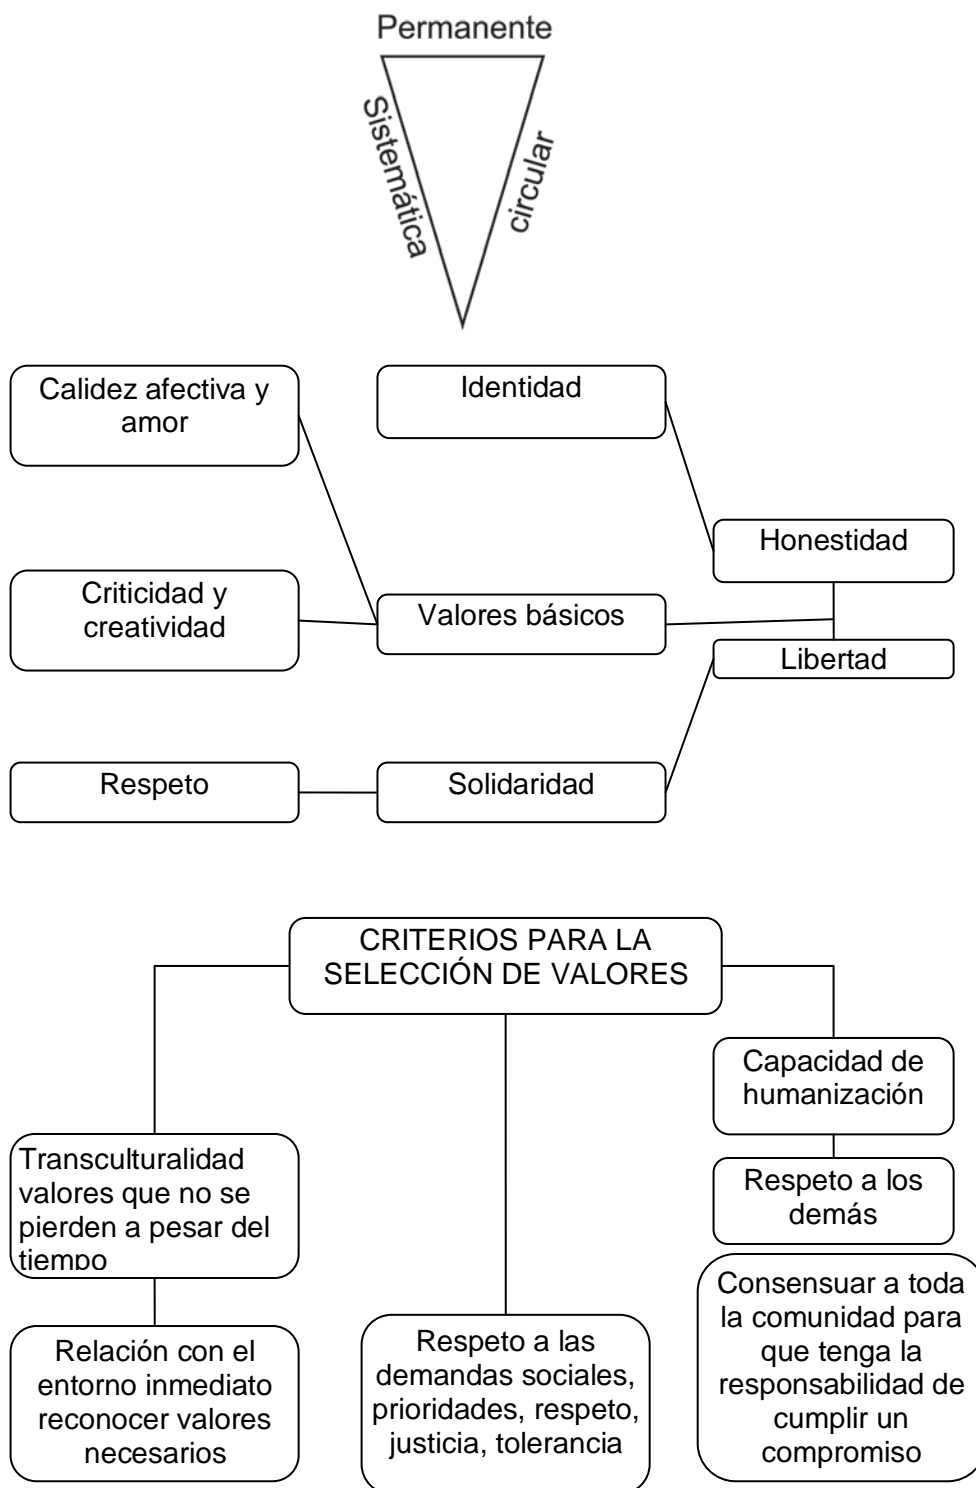 Permanente
Sistemática
circular
Calidez afectiva y
amor
Identidad
Honestidad
Criticidad y
creatividad
Valores básicos
Libertad
Respeto
Solidaridad
CRITERIOS PARA LA
SELECCIÓN DE VALORES
Capacidad de
humanización
Transculturalidad
valores que no se
pierden a pesar del
tiempo
Respeto a los
demás
Relación con el
entorno inmediato
reconocer valores
necesarios
Respeto a las
demandas sociales,
prioridades, respeto,
justicia, tolerancia
Consensuar a toda
la comunidad para
que tenga la
responsabilidad de
cumplir un
compromiso